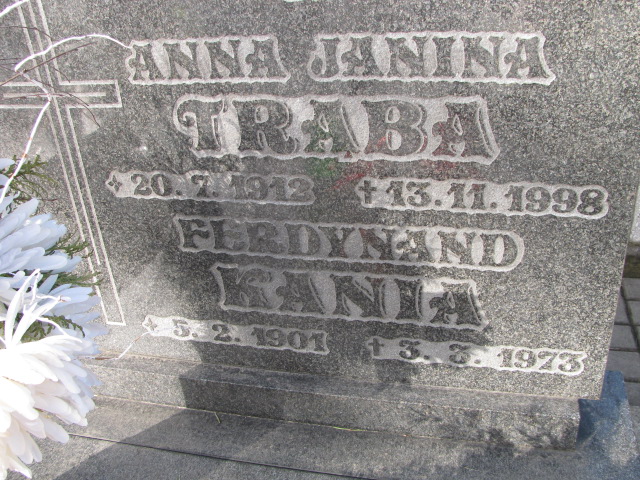 ANNA JANINA
TRABA
* 20. 7. 1912 † 13. 11. 1998
FERDYNAND
KANIA
* 5. 2. 1901 † 3. 3. 1973